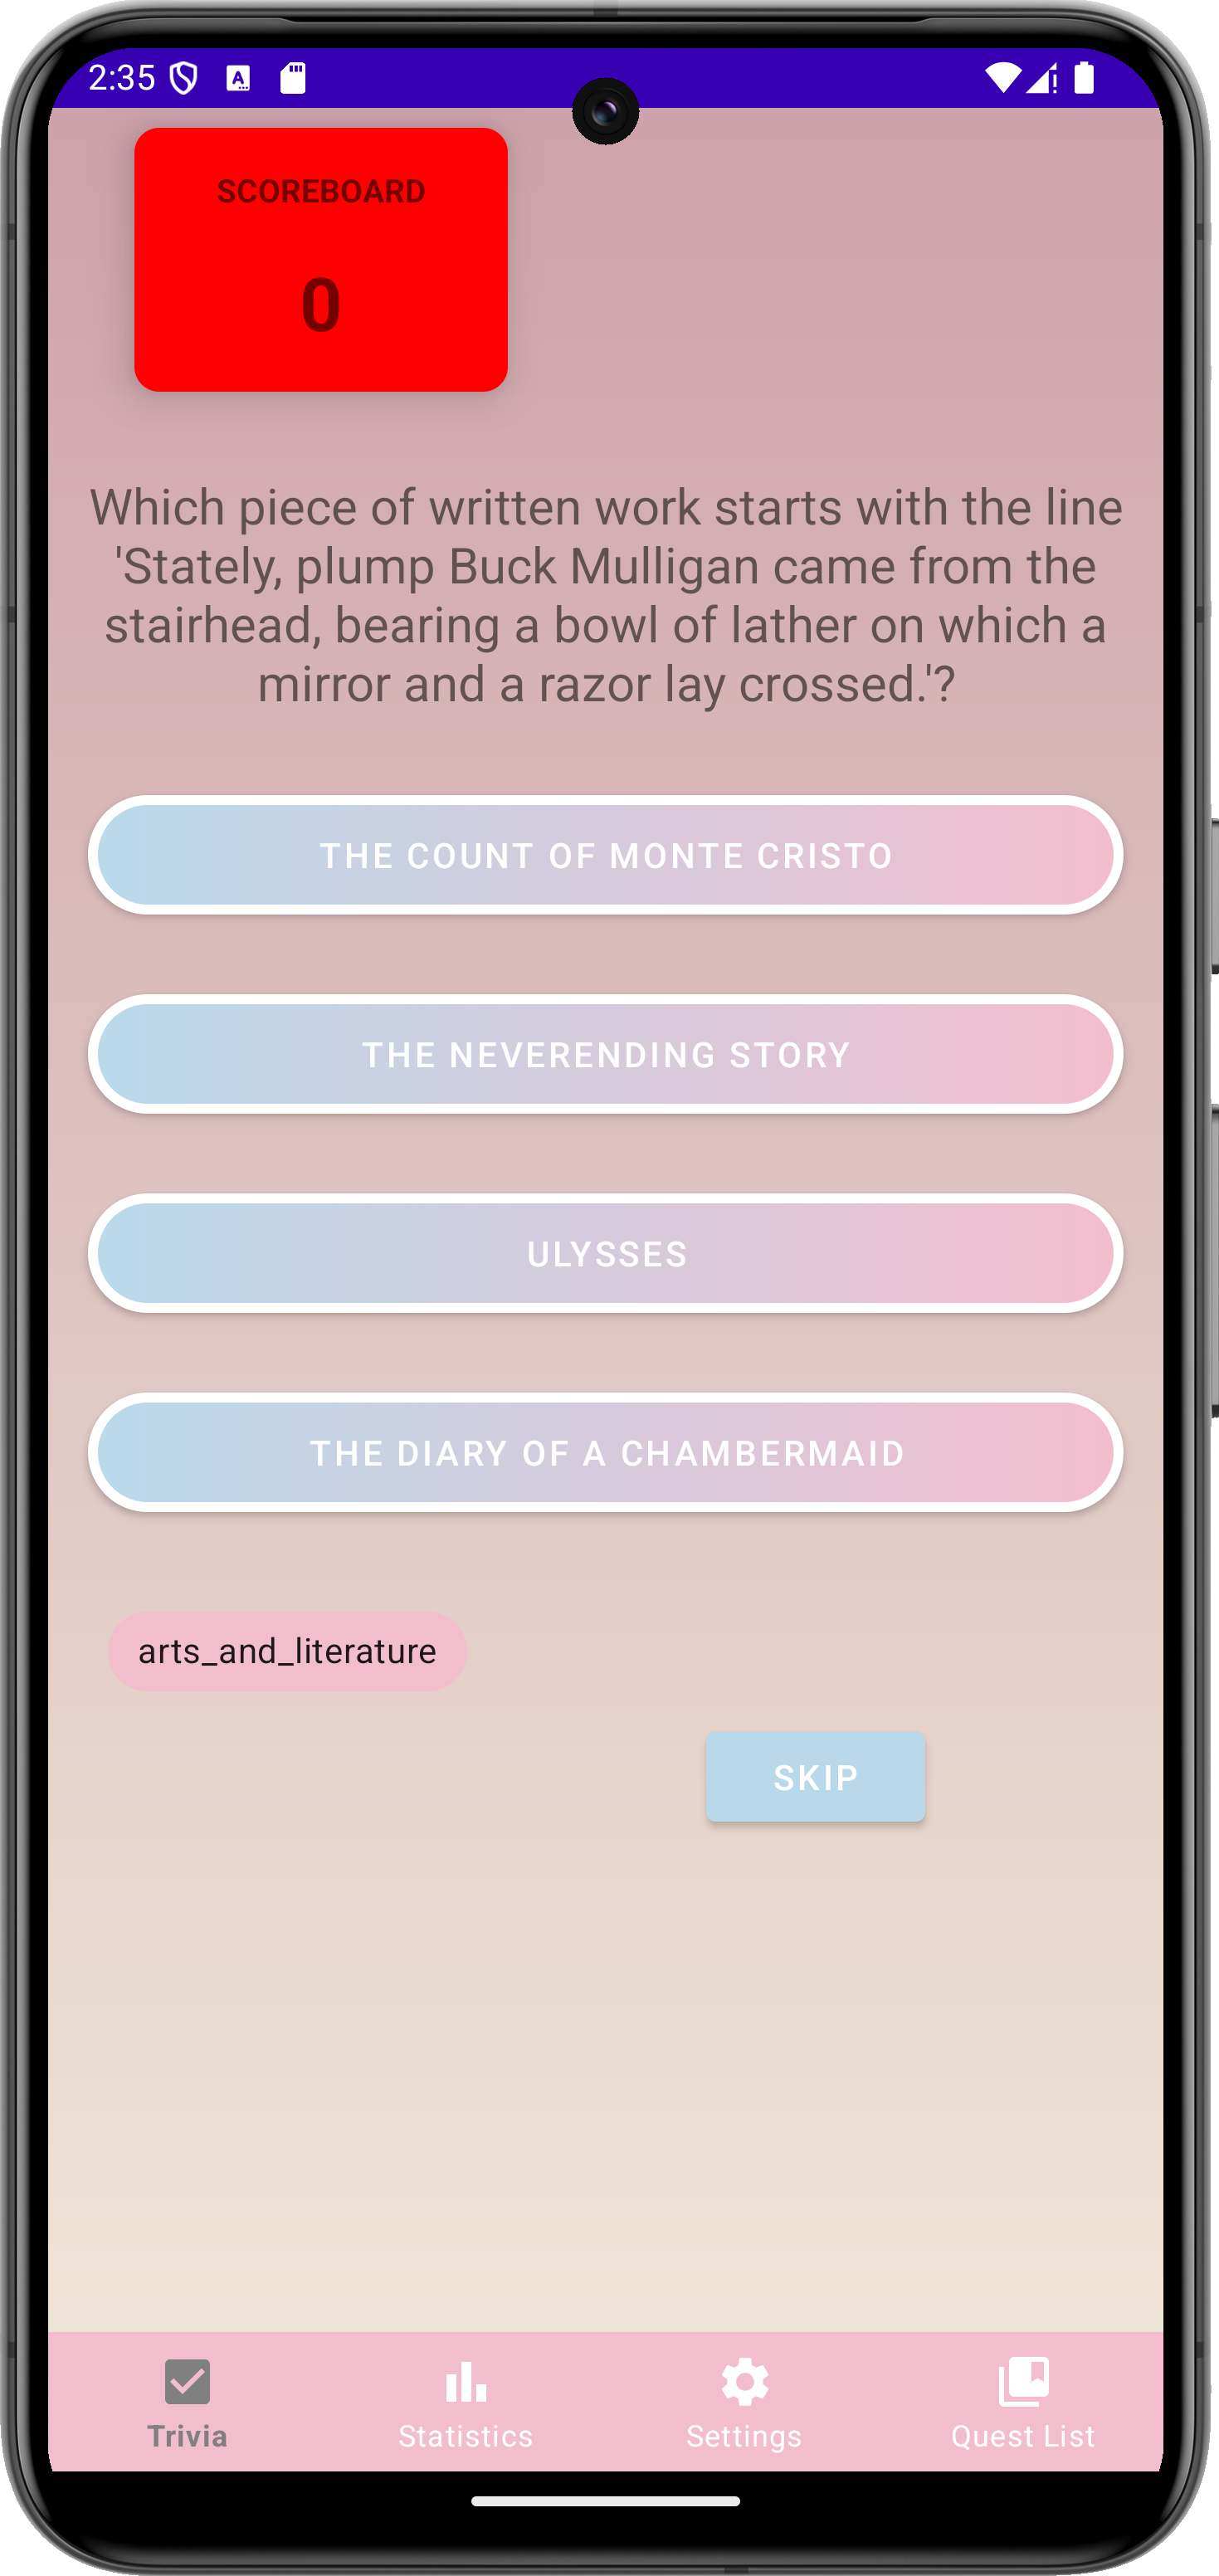 2:35
SCOREBOARD
0
Which piece of written work starts with the line
'Stately, plump Buck Mulligan came from the
stairhead, bearing a bowl of lather on which a
mirror and a razor lay crossed.'?
THE COUNT OF MONTE CRISTO
THE NEVERENDING STORY
ULYSSES
THE DIARY OF A CHAMBERMAID
arts_and_literature
SKIP
Trivia
Statistics
Settings
Quest List